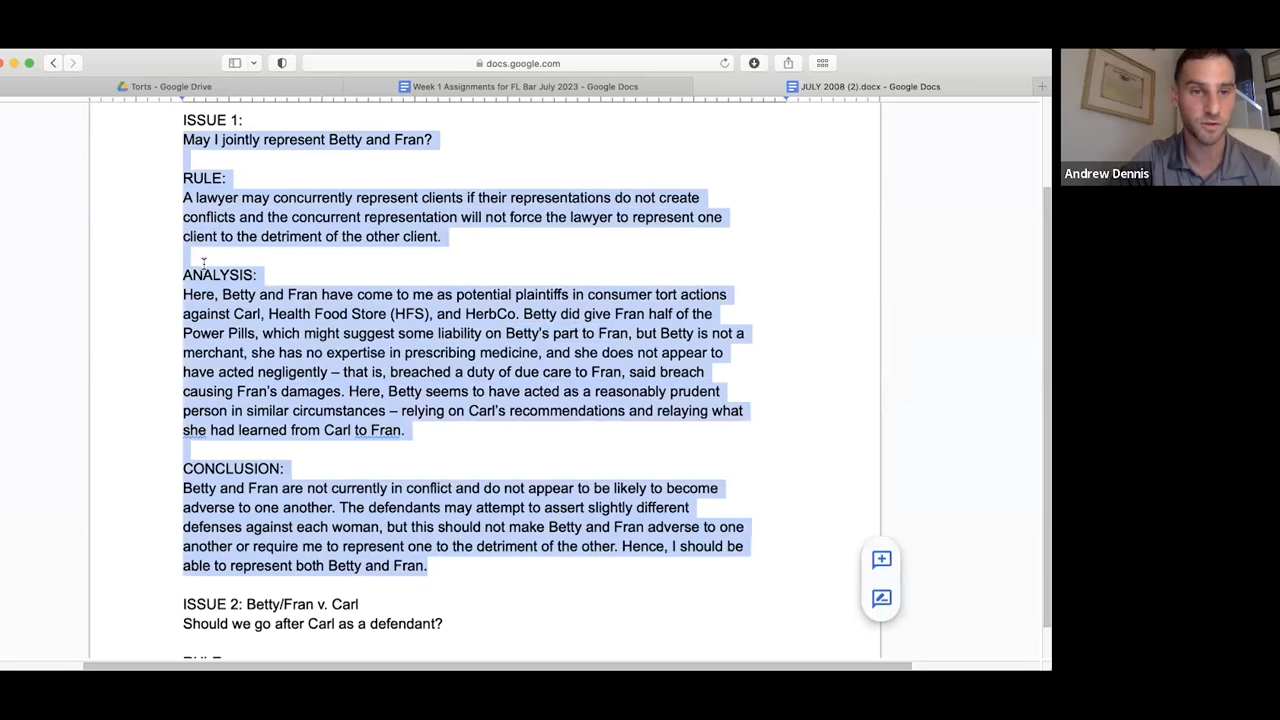 docs.google.com
Torts - Google Drive
Week 1 Assignments for FL Bar July 2023 - Google Docs
JULY 2008 (2).docx - Google Docs
ISSUE 1:
May I jointly represent Betty and Fran?
RULE:
A lawyer may concurrently represent clients if their representations do not create
conflicts and the concurrent representation will not force the lawyer to represent one
client to the detriment of the other client.
ANALYSIS:
Here, Betty and Fran have come to me as potential plaintiffs in consumer tort actions
against Carl, Health Food Store (HFS), and HerbCo. Betty did give Fran half of the
Power Pills, which might suggest some liability on Betty's part to Fran, but Betty is not a
merchant, she has no expertise in prescribing medicine, and she does not appear to
have acted negligently – that is, breached a duty of due care to Fran, said breach
causing Fran's damages. Here, Betty seems to have acted as a reasonably prudent
person in similar circumstances – relying on Carl's recommendations and relaying what
she had learned from Carl to Fran.
CONCLUSION:
Betty and Fran are not currently in conflict and do not appear to be likely to become
adverse to one another. The defendants may attempt to assert slightly different
defenses against each woman, but this should not make Betty and Fran adverse to one
another or require me to represent one to the detriment of the other. Hence, I should be
able to represent both Betty and Fran.
ISSUE 2: Betty/Fran v. Carl
Should we go after Carl as a defendant?
Andrew Dennis